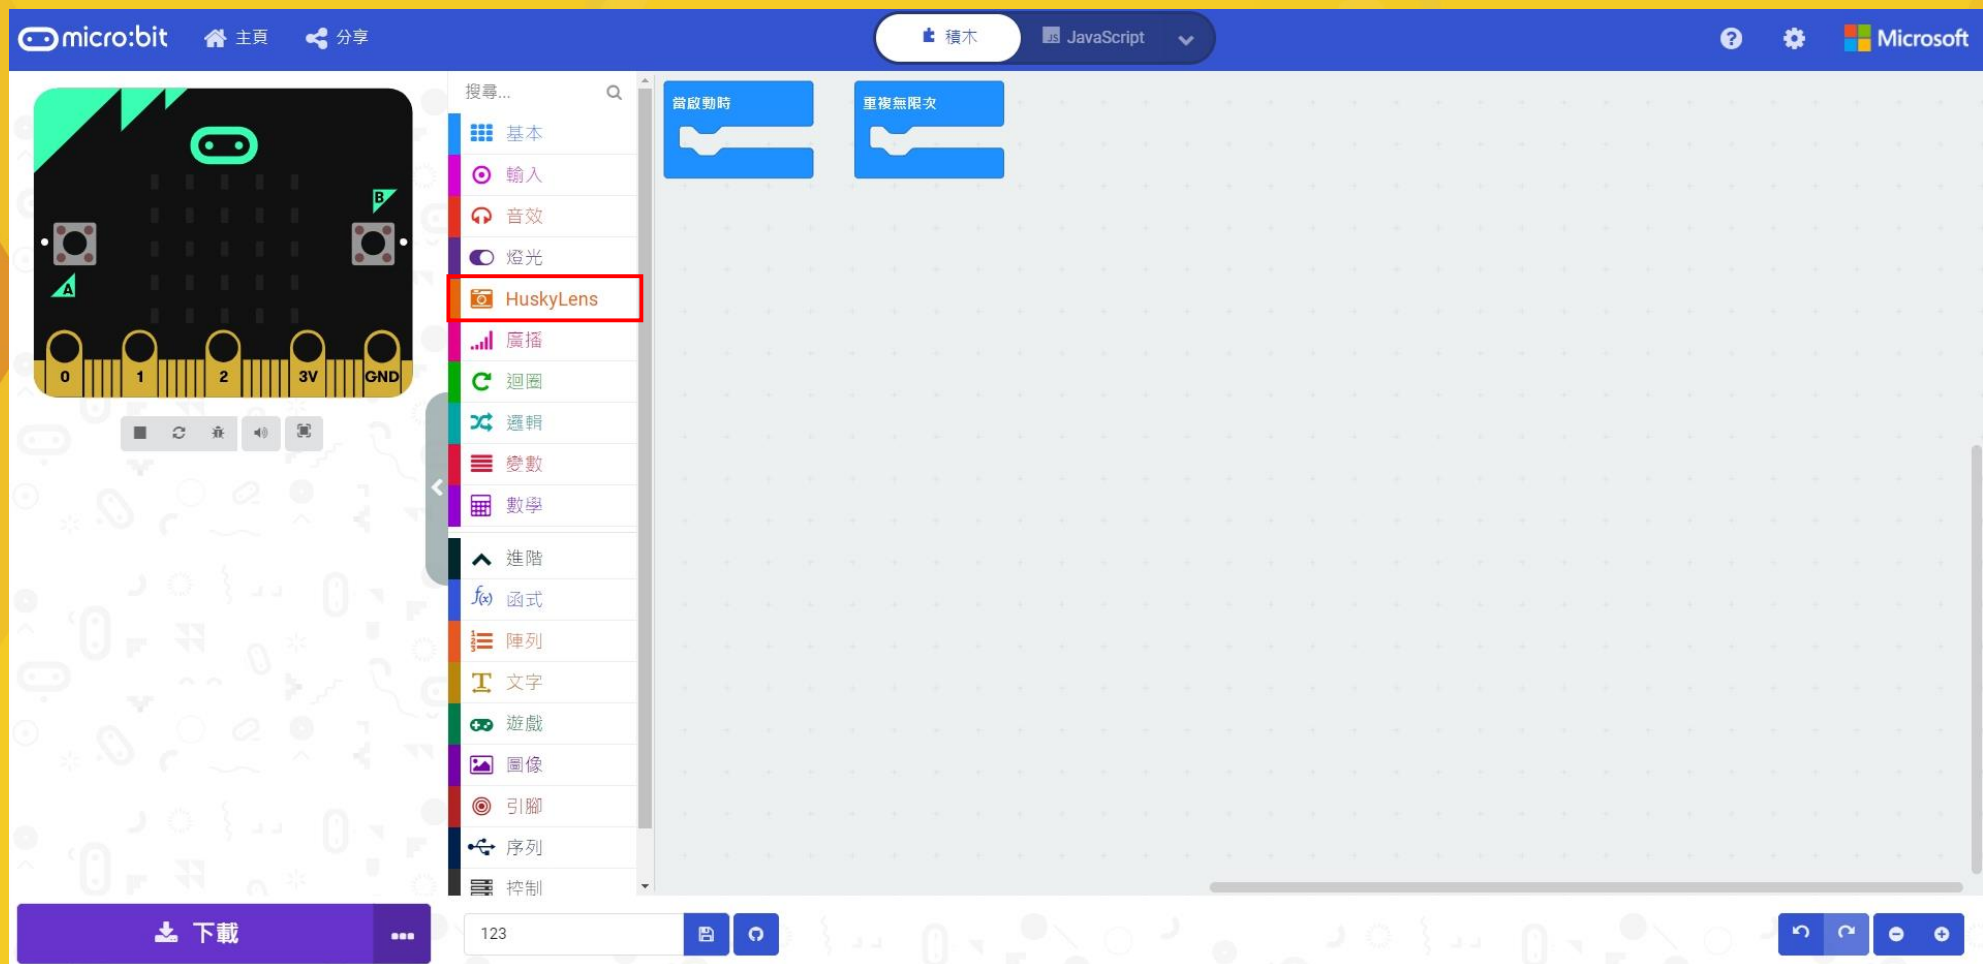 micro:bit
主頁
分享
積木
JS JavaScript
?
Microsoft
搜尋...
基本
輸入
音效
燈光
HuskyLens
廣播
迴圈
邏輯
變數
數學
進階
f(x) 函式
陣列
文字
遊戲
圖像
引腳
序列
控制
當啟動時
重複無限次
B
A
0 1 2 3V GND
下載
123